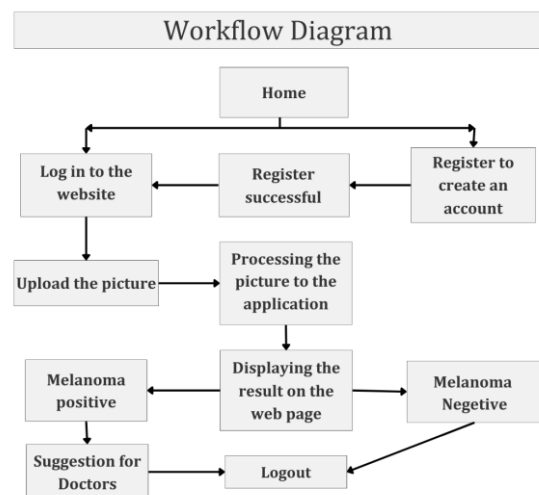 Workflow Diagram
Home
Log in to the
website
Register
successful
Register to
create an
account
Upload the picture
Processing the
picture to the
application
Melanoma
positive
Displaying the
result on the
web page
Melanoma
Negetive
Suggestion for
Doctors
Logout